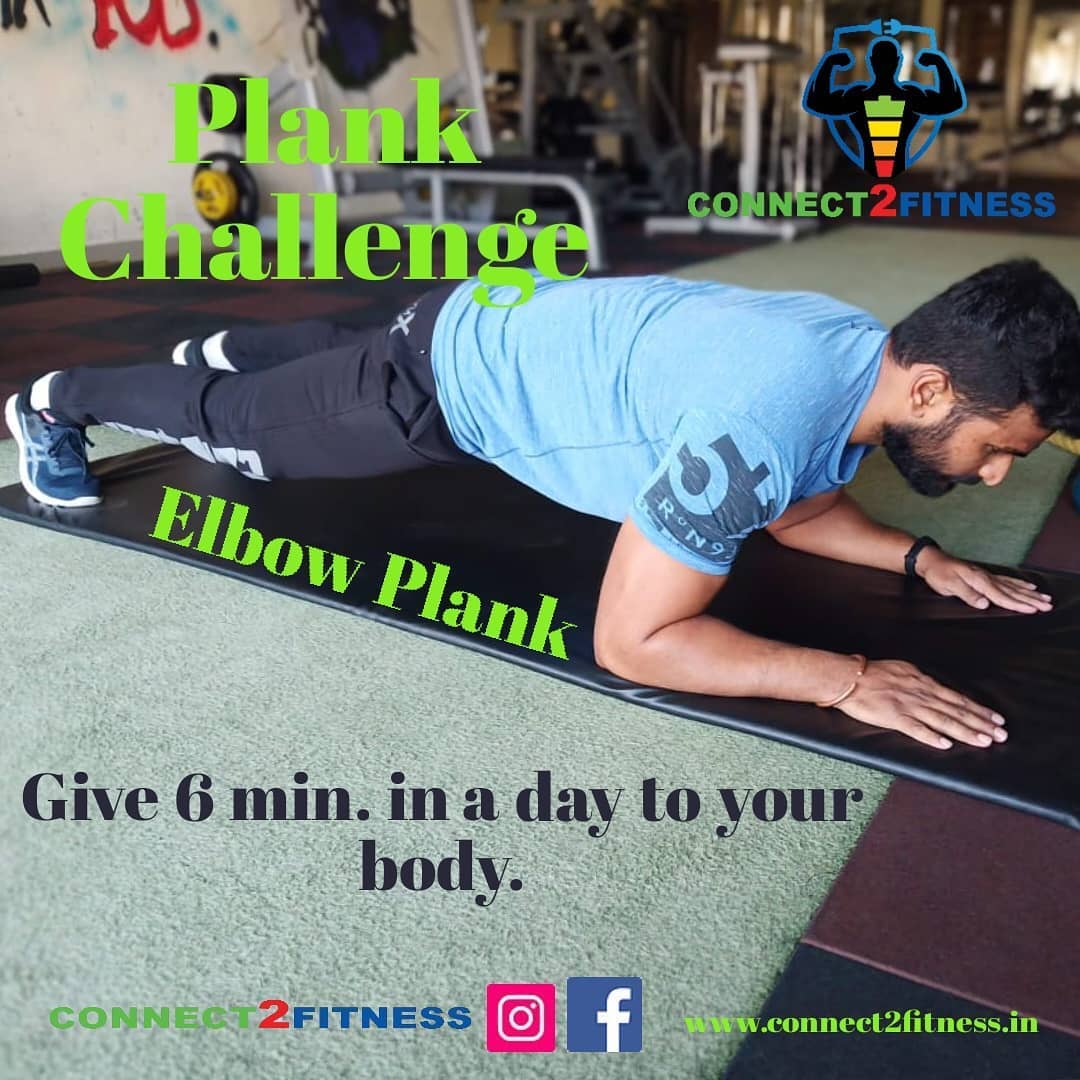 Plank
Challenge
CONNECT2FITNESS
Elbow Plank
Give 6 min. in a day to your
body.
CONNECT2FITNESS
www.connect2fitness.in